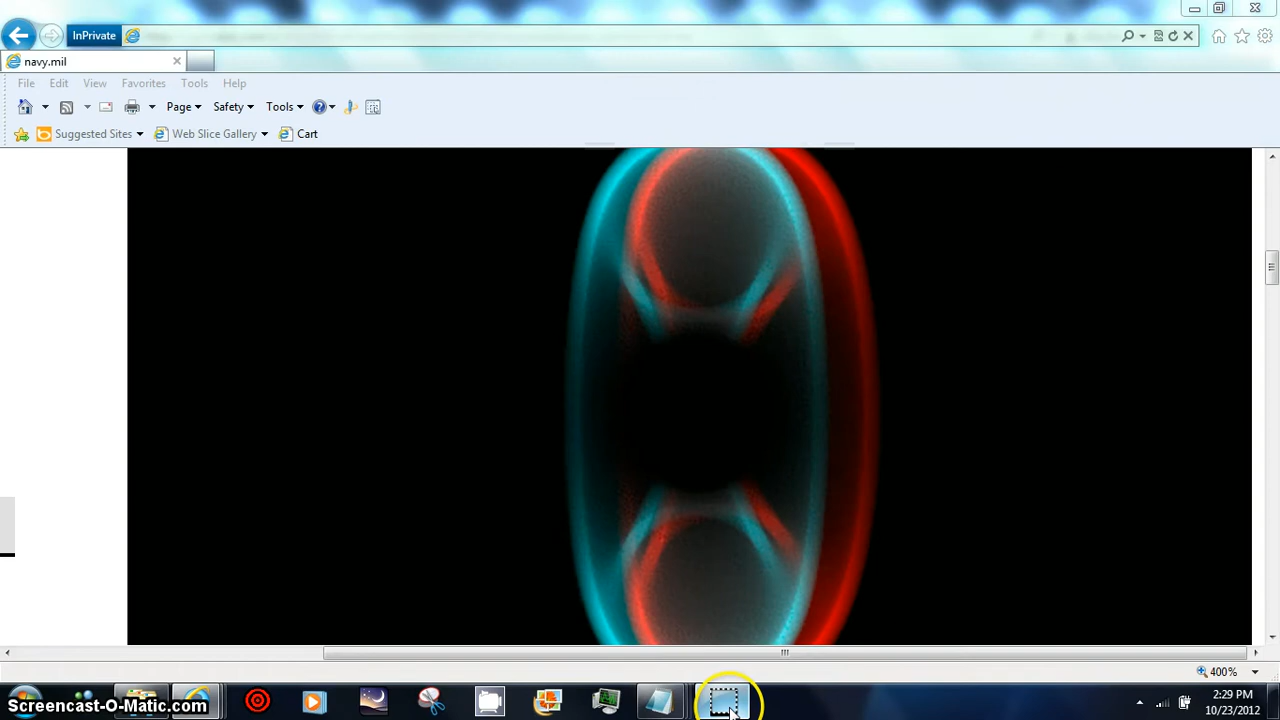 InPrivate
navy.mil
File Edit View Favorites Tools Help
Page Safety Tools
Suggested Sites Web Slice Gallery Cart
400%
2:29 PM
10/23/2012
Screencast-O-Matic.com